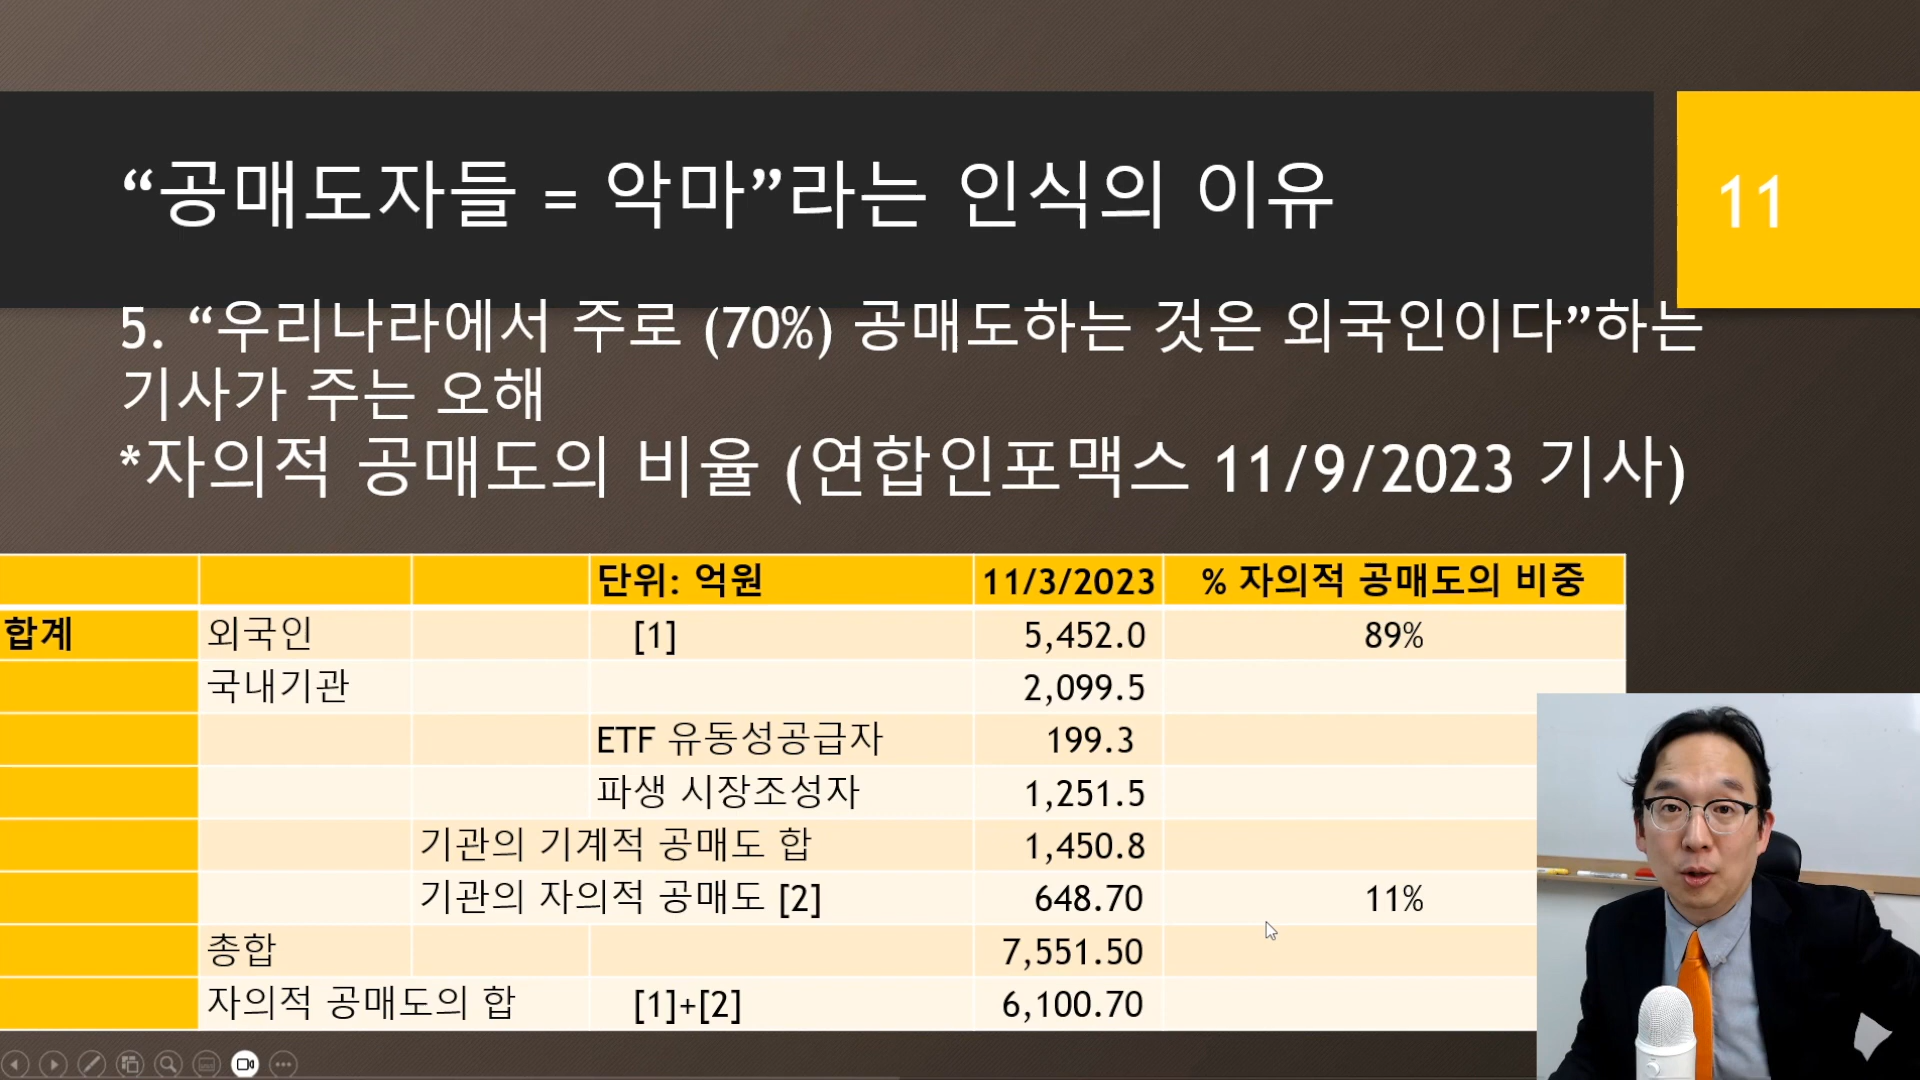 “공매도자들 = 악마”라는 인식의 이유
11
5. “우리나라에서 주로 (70%) 공매도하는 것은 외국인이다”하는
기사가 주는 오해
*자의적 공매도의 비율 (연합인포맥스 11/9/2023 기사)
단위: 억원 11/3/2023 % 자의적 공매도의 비중
합계 외국인 [1] 5,452.0 89%
국내기관 2,099.5
ETF 유동성공급자 199.3
파생 시장조성자 1,251.5
기관의 기계적 공매도 합 1,450.8
기관의 자의적 공매도 [2] 648.70 11%
총합 7,551.50
자의적 공매도의 합 [1]+[2] 6,100.70